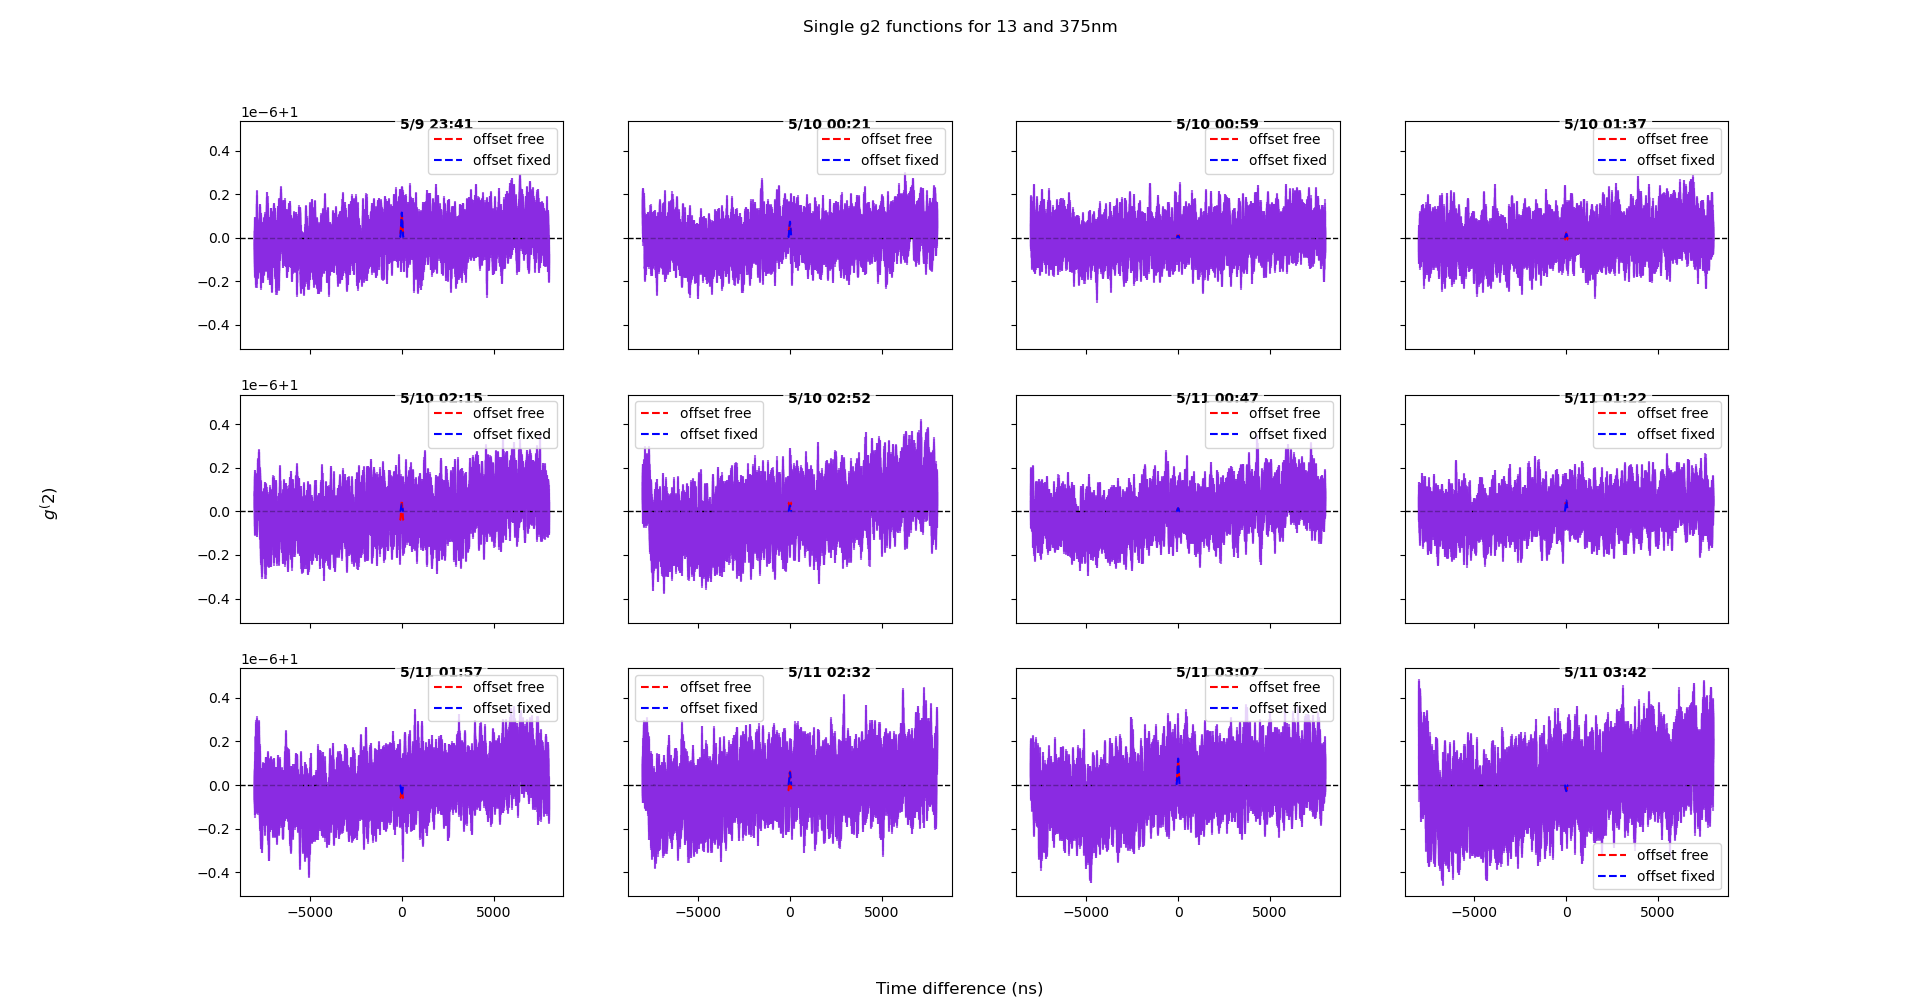 Single g2 functions for 13 and 375nm
1e−6+1
5/9 23:41
offset free
offset fixed
0.4
0.2
0.0
−0.2
−0.4
5/10 00:21
offset free
offset fixed
5/10 00:59
offset free
offset fixed
5/10 01:37
offset free
offset fixed
1e−6+1
5/10 02:15
offset free
offset fixed
0.4
0.2
0.0
−0.2
−0.4
5/10 02:52
offset free
offset fixed
5/11 00:47
offset free
offset fixed
5/11 01:22
offset free
offset fixed
g(2)
1e−6+1
5/11 01:57
offset free
offset fixed
0.4
0.2
0.0
−0.2
−0.4
−5000 0 5000
5/11 02:32
offset free
offset fixed
−5000 0 5000
5/11 03:07
offset free
offset fixed
−5000 0 5000
5/11 03:42
offset free
offset fixed
−5000 0 5000
Time difference (ns)